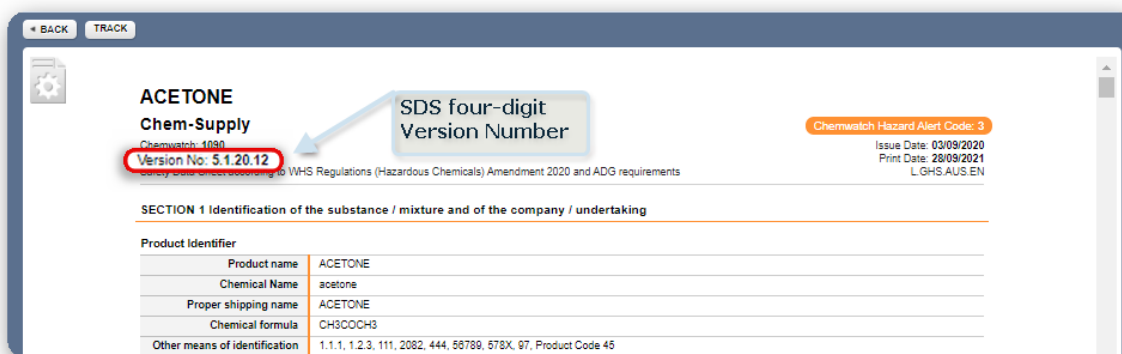 BACK TRACK
ACETONE
Chem-Supply
SDS four-digit
Version Number
Chemwatch Hazard Alert Code: 3
Chemwatch: 1090
Issue Date: 03/09/2020
Version No: 5.1.20.12
Print Date: 28/09/2021
Safety Data Sheet according to WHS Regulations (Hazardous Chemicals) Amendment 2020 and ADG requirements
L.GHS.AUS.EN
SECTION 1 Identification of the substance / mixture and of the company / undertaking
Product Identifier
Product name ACETONE
Chemical Name acetone
Proper shipping name ACETONE
Chemical formula CH3COCH3
Other means of identification 1.1.1, 1.2.3, 111, 2082, 444, 56789, 578X, 97, Product Code 45